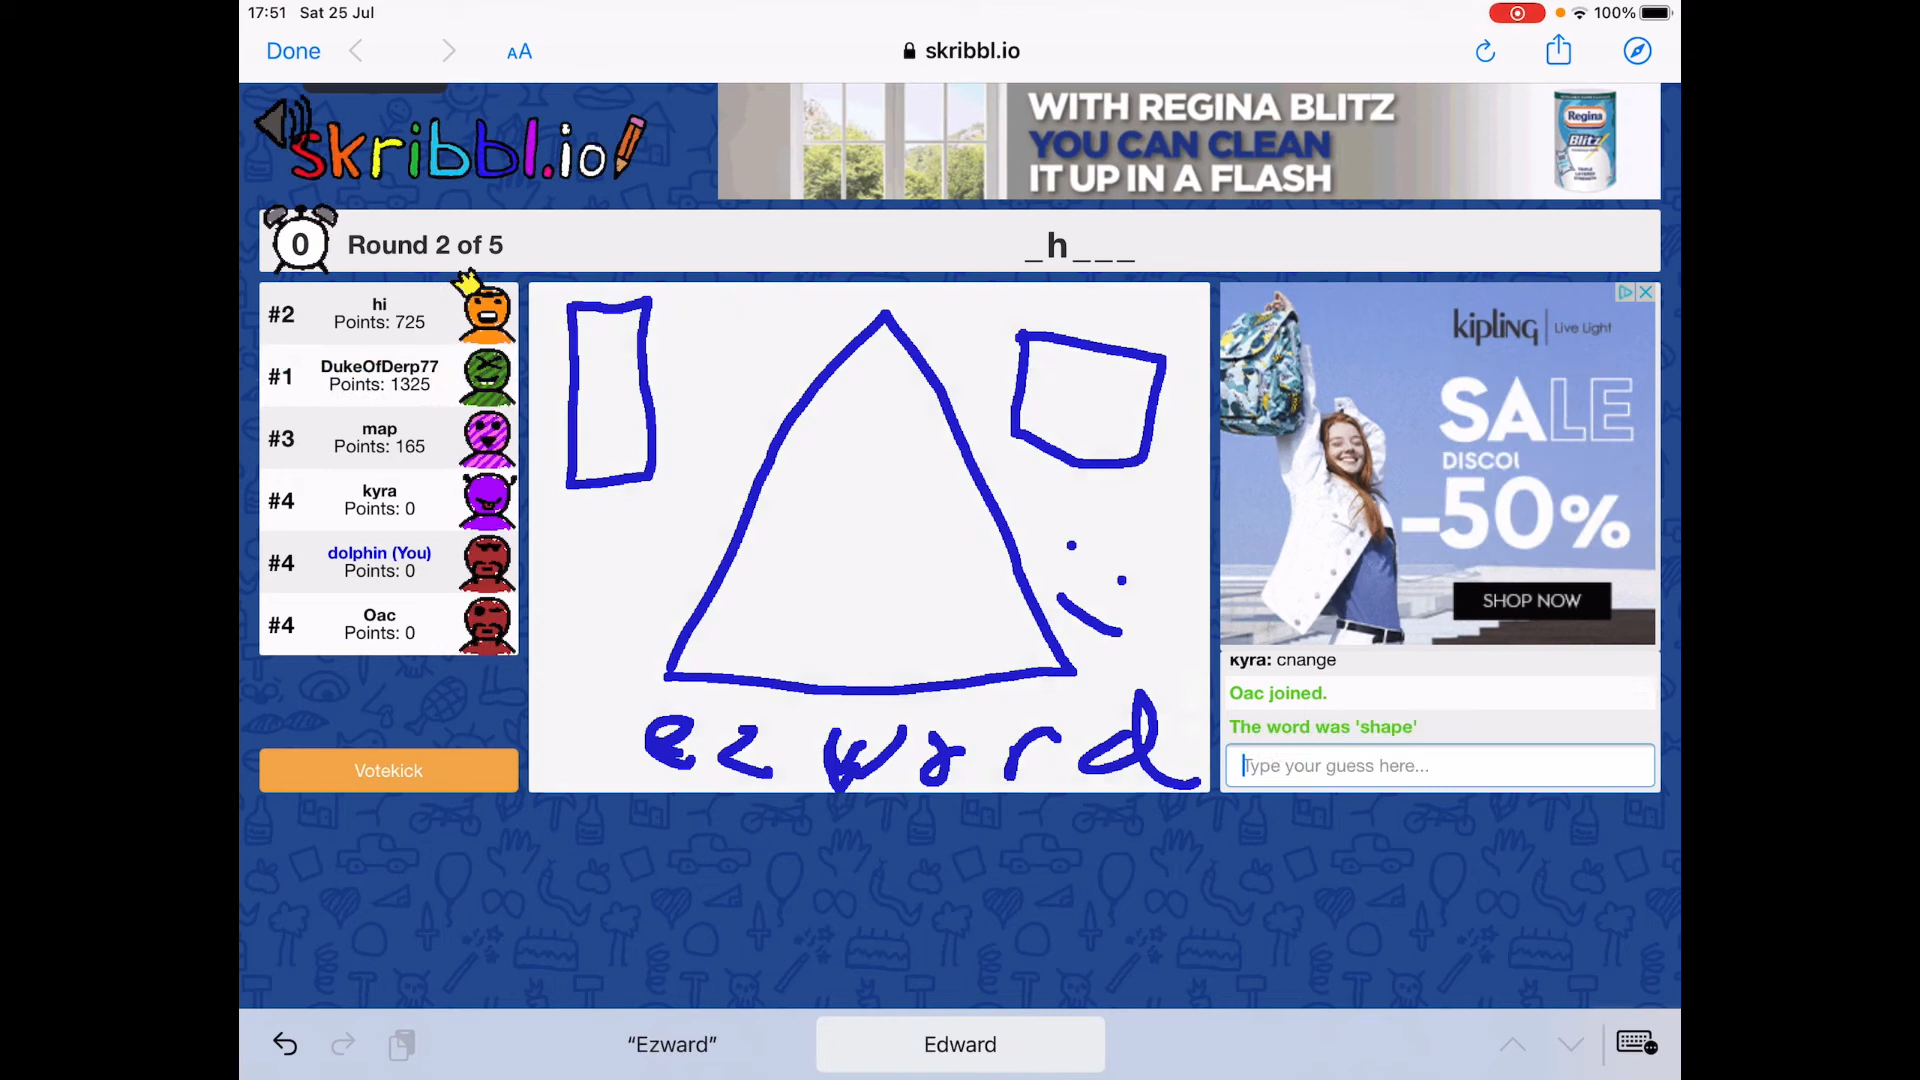 17:51 Sat 25 Jul
100%
Done
AA
skribbl.io
skribbl.io
WITH REGINA BLITZ
YOU CAN CLEAN
IT UP IN A FLASH
Regina
Blitz
0
Round 2 of 5
_h___
#2
hi
Points: 725
#1
DukeOfDerp77
Points: 1325
#3
map
Points: 165
#4
kyra
Points: 0
#4
dolphin (You)
Points: 0
#4
Oac
Points: 0
Votekick
ez word
kipling Live Light
SALE
DISCOU
-50%
SHOP NOW
kyra: change
Oac joined.
The word was 'shape'
Type your guess here...
“Ezward”
Edward